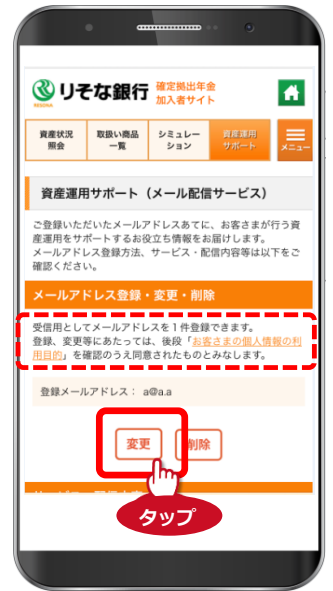 りそな銀行 確定拠出年金
加入者サイト
RESONA
資産状況
照会
取扱い商品
一覧
シミュレー
ション
資産運用
サポート
メニュー
資産運用サポート（メール配信サービス）
ご登録いただいたメールアドレスあてに、お客さまが行う資
産運用をサポートするお役立ち情報をお届けします。
メールアドレス登録方法、サービス・配信内容等は以下をご
確認ください。
メールアドレス登録・変更・削除
受信用としてメールアドレスを１件登録できます。
登録、変更等にあたっては、後段「お客さまの個人情報の利
用目的」を確認のうえ同意されたものとみなします。
登録メールアドレス： a@a.a
変更 削除
タップ